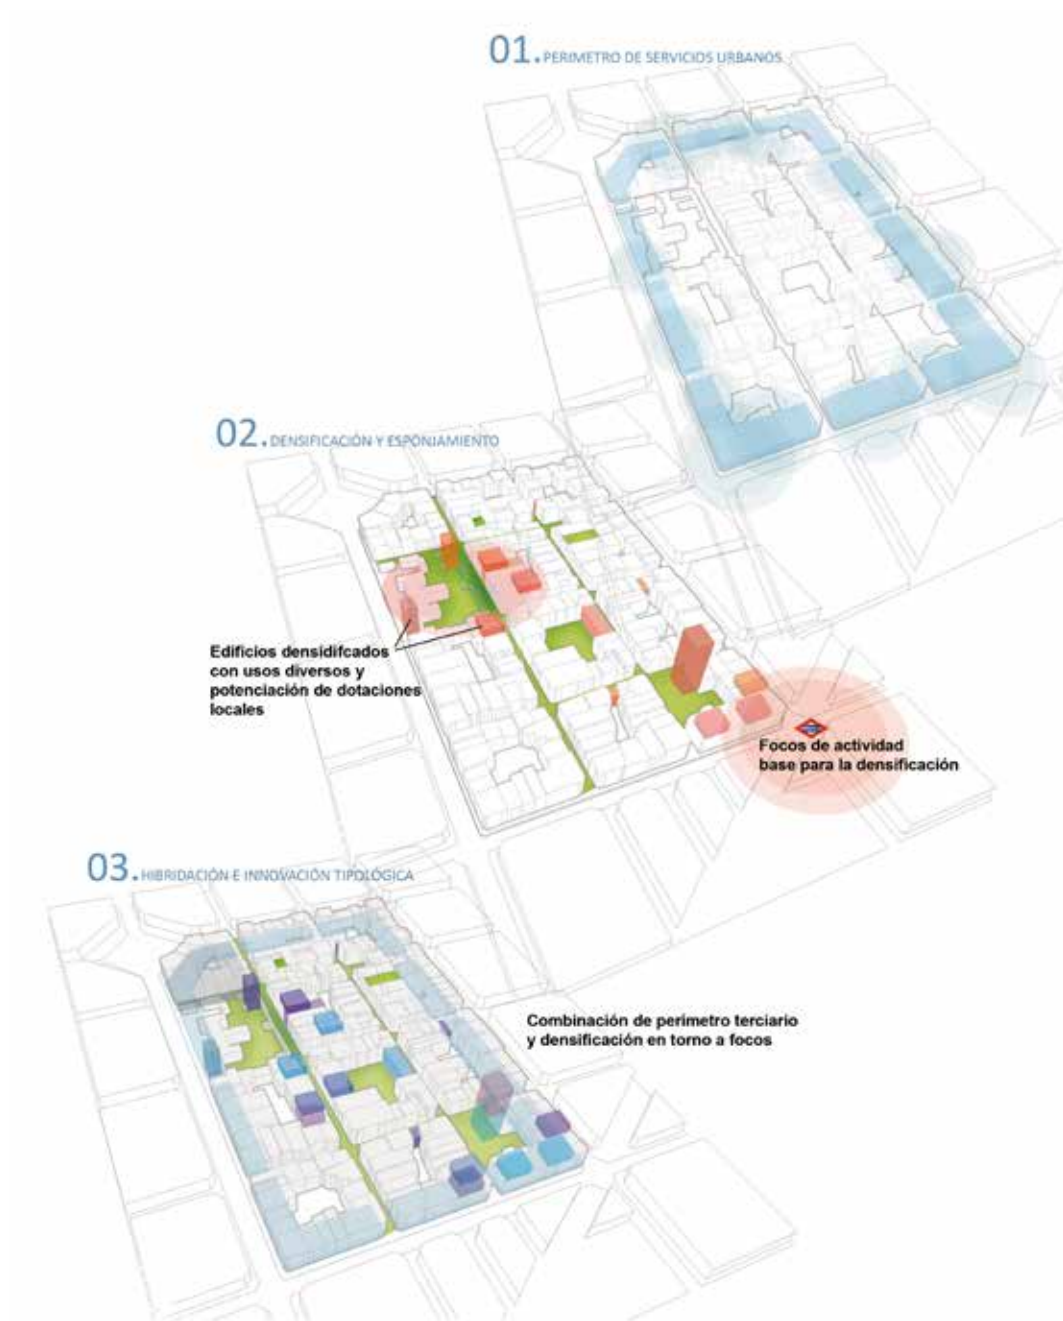 01. PERIMETRO DE SERVICIOS URBANOS
02. DENSIFICACIÓN Y ESPONJAMIENTO
Edificios densidifcados
con usos diversos y
potenciación de dotaciones
locales
Focos de actividad
base para la densificación
03. HIBRIDACIÓN E INNOVACIÓN TIPOLÓGICA
Combinación de perimetro terciario
y densificación en torno a focos